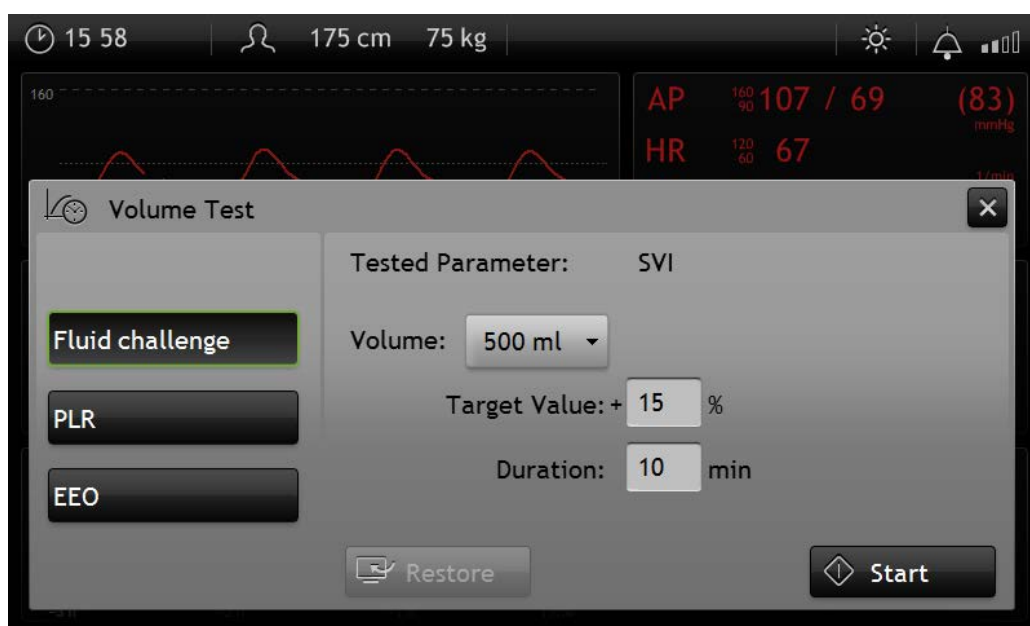 15 58 175 cm 75 kg
160
AP 160 90 107 / 69 (83)
mmHg
HR 120 60 67
1/min
Volume Test
Tested Parameter: SVI
Fluid challenge
Volume: 500 ml
PLR
Target Value: + 15 %
EEO
Duration: 10 min
Restore
Start